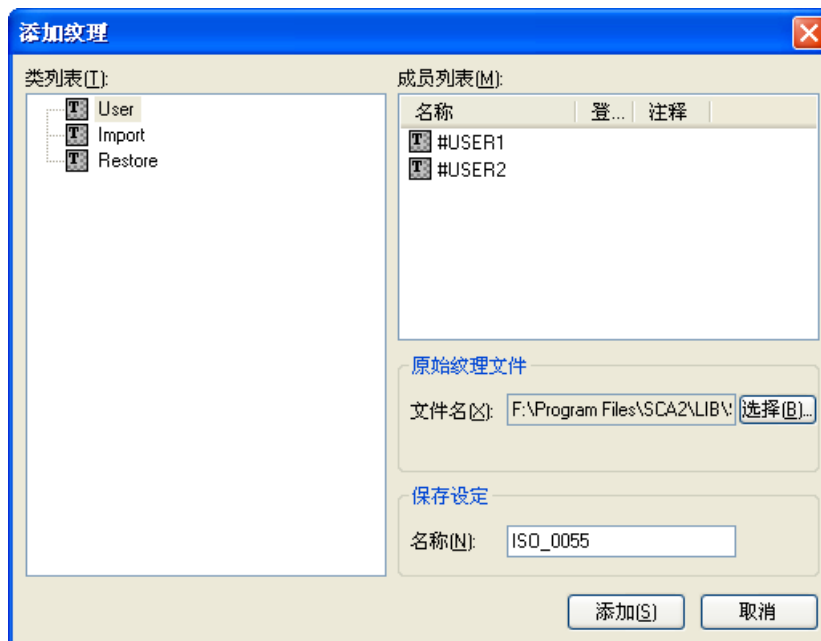 添加纹理
类列表(T):
User
Import
Restore
成员列表(M):
名称 登... 注释
#USER1
#USER2
原始纹理文件
文件名(X): F:\Program Files\SCA2\LIB\ 选择(B)...
保存设定
名称(N): ISO_0055
添加(S) 取消